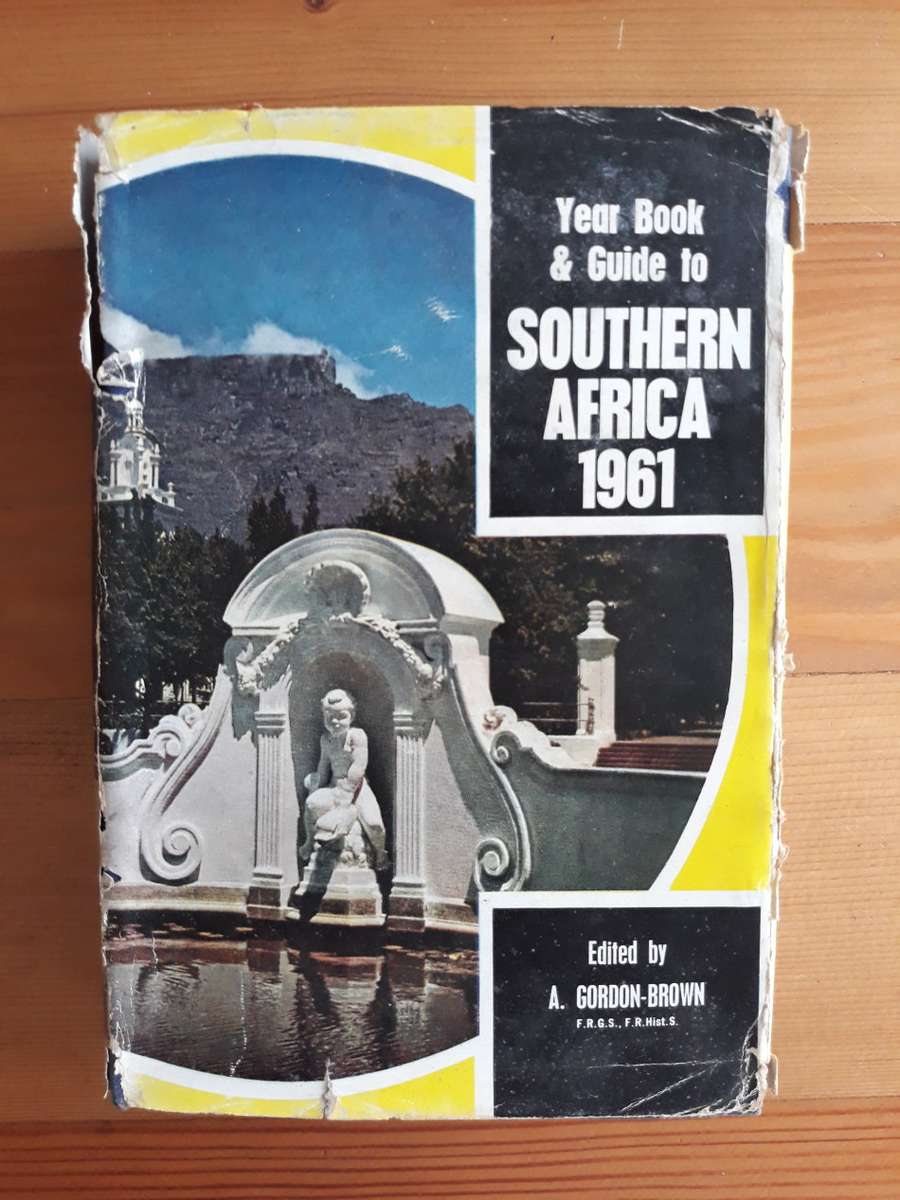 Year Book
& Guide to
SOUTHERN
AFRICA
1961
Edited by
A. GORDON-BROWN
F.R.G.S., F.R.Hist.S.